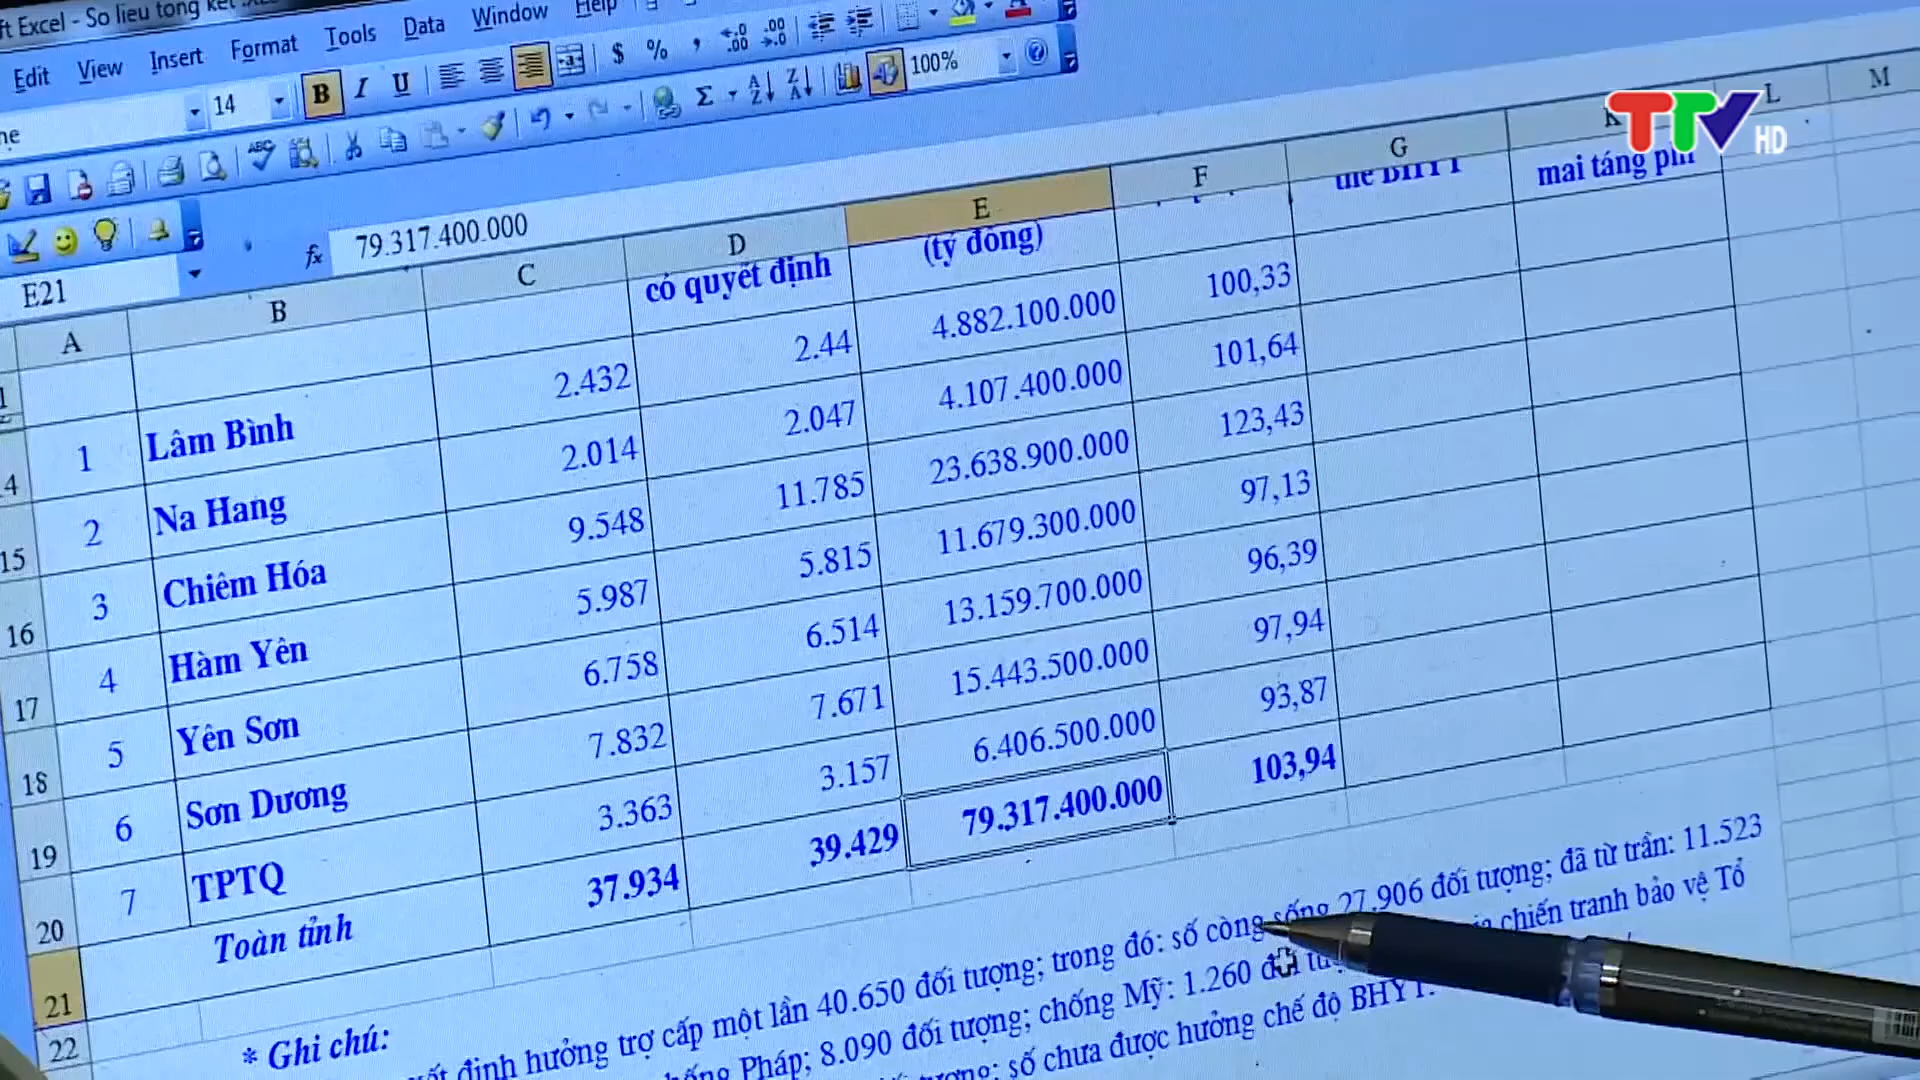 ft Excel - So lieu tong ket .XLS
Edit View Insert Format Tools Data Window Help
14 B I U $ % , 100%
TTV HD
E21 fx 79.317.400.000
A B C D E F G K L M
có quyết định (tỷ đồng) thẻ BHYT mai táng phí
1 Lâm Bình 2.432 2.44 4.882.100.000 100,33
2 Na Hang 2.014 2.047 4.107.400.000 101,64
3 Chiêm Hóa 9.548 11.785 23.638.900.000 123,43
4 Hàm Yên 5.987 5.815 11.679.300.000 97,13
5 Yên Sơn 6.758 6.514 13.159.700.000 96,39
6 Sơn Dương 7.832 7.671 15.443.500.000 97,94
7 TPTQ 3.363 3.157 6.406.500.000 93,87
Toàn tỉnh 37.934 39.429 79.317.400.000 103,94
14
15
16
17
18
19
20
21
22
* Ghi chú:
định hưởng trợ cấp một lần 40.650 đối tượng; trong đó: số còng sống 27.906 đối tượng; đã từ trần: 11.523
Pháp; 8.090 đối tượng; chống Mỹ: 1.260 đối chiến tranh bảo vệ Tổ
số chưa được hưởng chế độ BHYT.